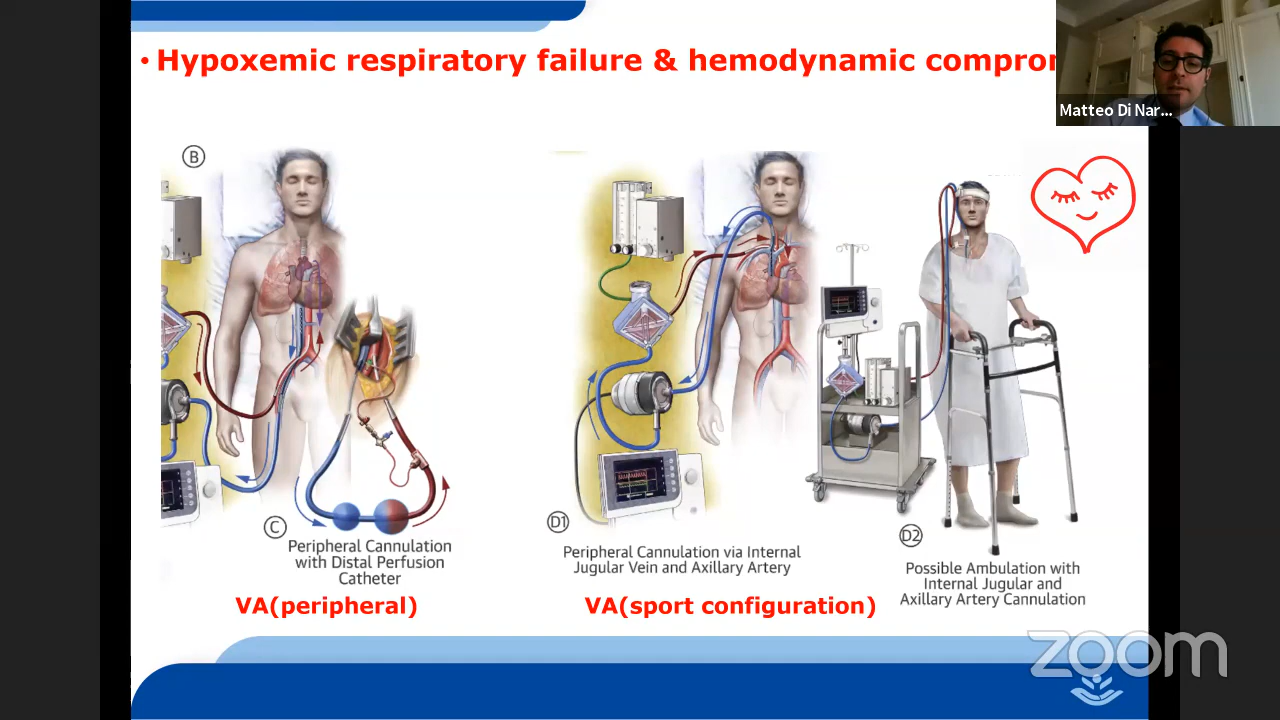 • Hypoxemic respiratory failure & hemodynamic compro
Matteo Di Nar...
B
C
Peripheral Cannulation
with Distal Perfusion
Catheter
VA(peripheral)
D1
Peripheral Cannulation via Internal
Jugular Vein and Axillary Artery
VA(sport configuration)
D2
Possible Ambulation with
Internal Jugular and
Axillary Artery Cannulation
zoom